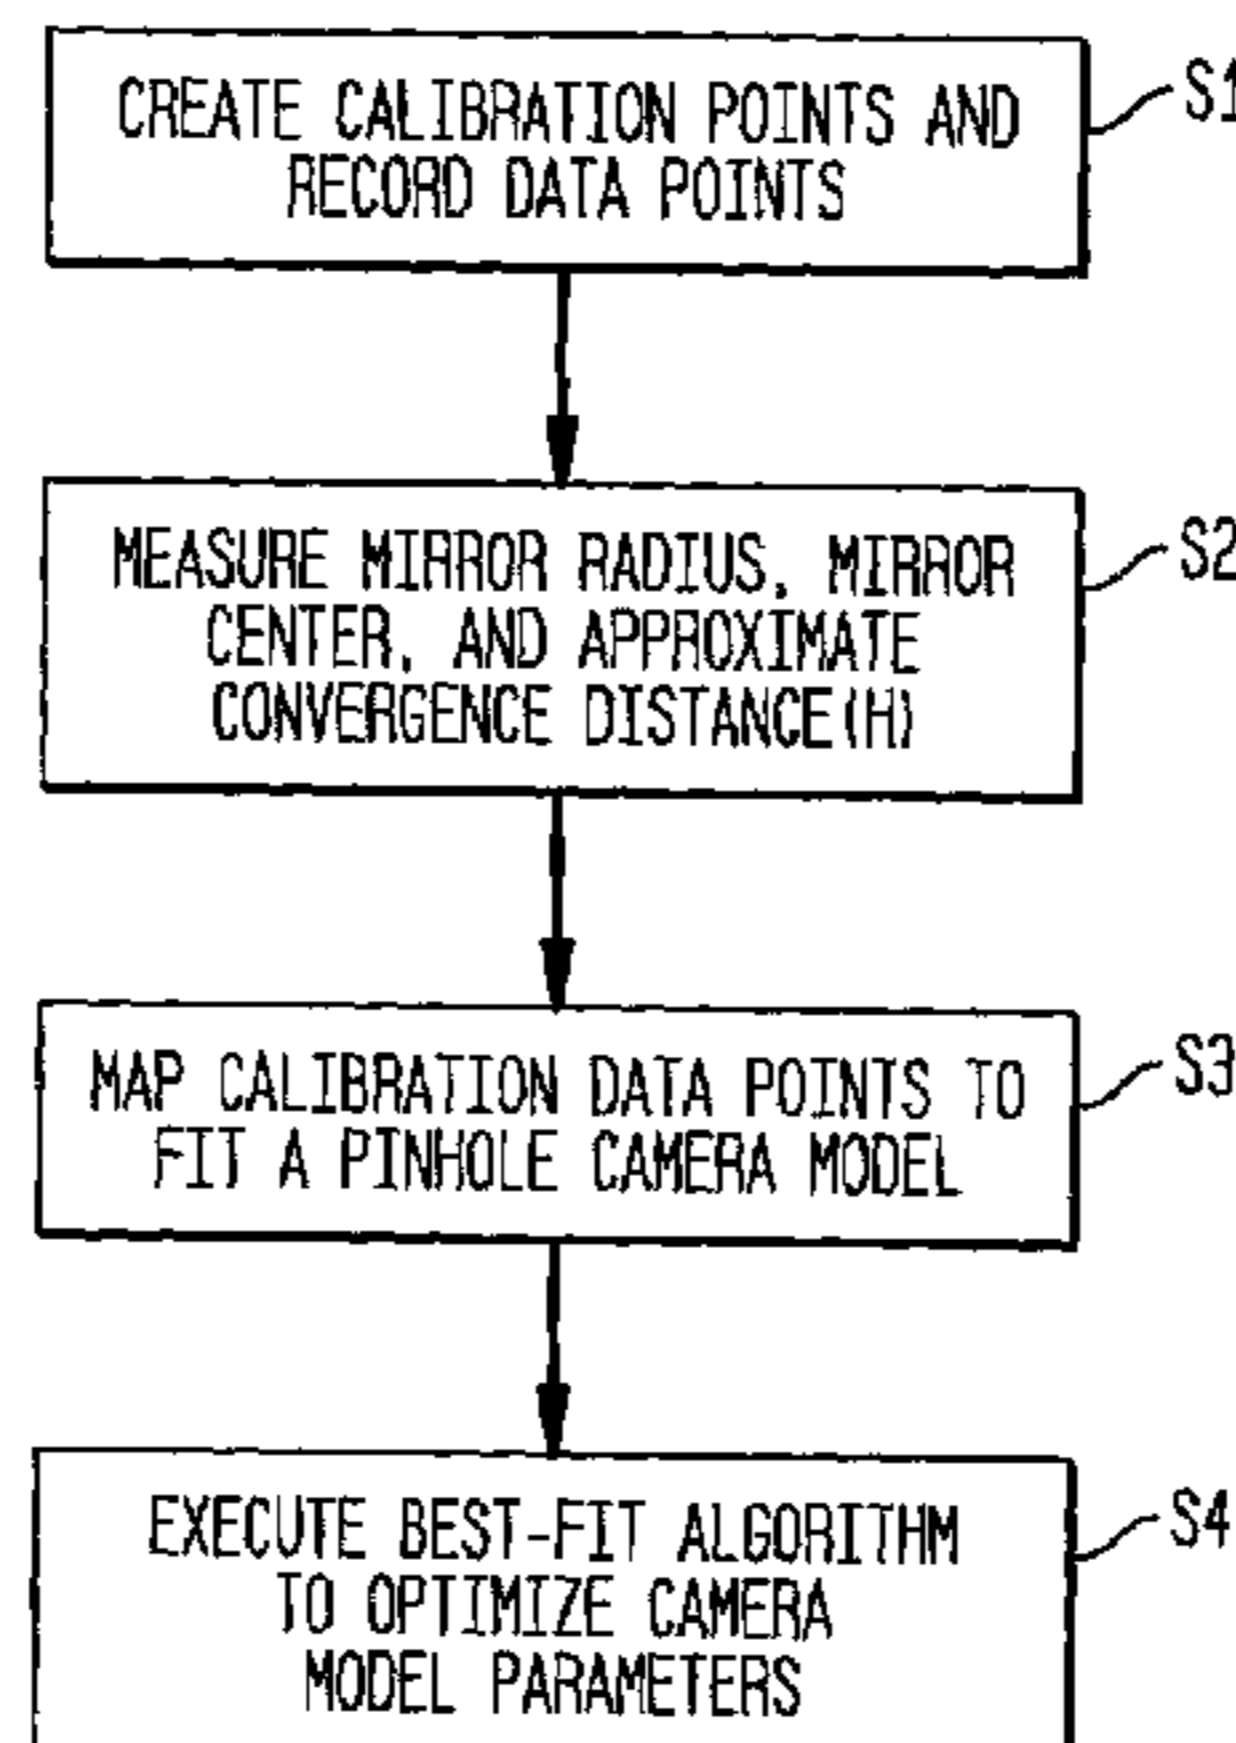 CREATE CALIBRATION POINTS AND
RECORD DATA POINTS
S1
MEASURE MIRROR RADIUS, MIRROR
CENTER, AND APPROXIMATE
CONVERGENCE DISTANCE(H)
S2
MAP CALIBRATION DATA POINTS TO
FIT A PINHOLE CAMERA MODEL
S3
EXECUTE BEST-FIT ALGORITHM
TO OPTIMIZE CAMERA
MODEL PARAMETERS
S4